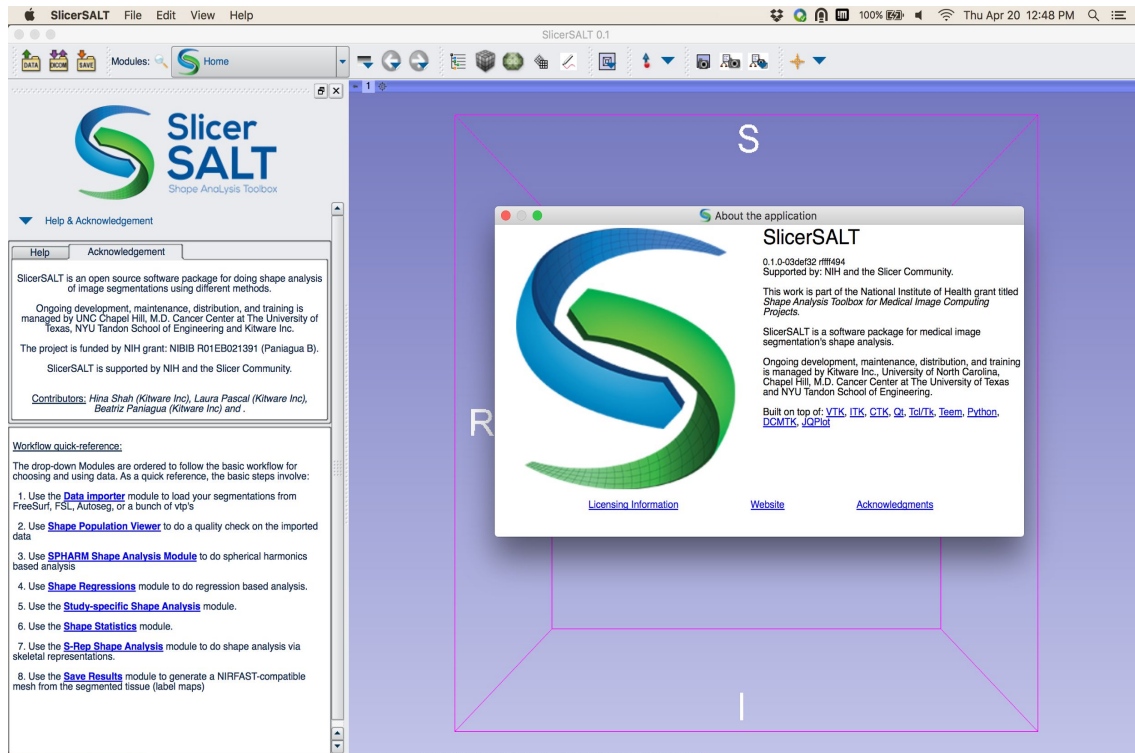 SlicerSALT File Edit View Help
100% Thu Apr 20 12:48 PM
SlicerSALT 0.1
DATA DICOM SAVE Modules: Home
1
Slicer
SALT
Shape AnaLysis Toolbox
Help & Acknowledgement
Help Acknowledgement
SlicerSALT is an open source software package for doing shape analysis
of image segmentations using different methods.
Ongoing development, maintenance, distribution, and training is
managed by UNC Chapel Hill, M.D. Cancer Center at The University of
Texas, NYU Tandon School of Engineering and Kitware Inc.
The project is funded by NIH grant: NIBIB R01EB021391 (Paniagua B).
SlicerSALT is supported by NIH and the Slicer Community.
Contributors: Hina Shah (Kitware Inc), Laura Pascal (Kitware Inc),
Beatriz Paniagua (Kitware Inc) and .
Workflow quick-reference:
The drop-down Modules are ordered to follow the basic workflow for
choosing and using data. As a quick reference, the basic steps involve:
1. Use the Data importer module to load your segmentations from
FreeSurf, FSL, Autoseg, or a bunch of vtp's
2. Use Shape Population Viewer to do a quality check on the imported
data
3. Use SPHARM Shape Analysis Module to do spherical harmonics
based analysis
4. Use Shape Regressions module to do regression based analysis.
5. Use the Study-specific Shape Analysis module.
6. Use the Shape Statistics module.
7. Use the S-Rep Shape Analysis module to do shape analysis via
skeletal representations.
8. Use the Save Results module to generate a NIRFAST-compatible
mesh from the segmented tissue (label maps)
S
R
I
About the application
SlicerSALT
0.1.0-03def32 rffff494
Supported by: NIH and the Slicer Community.
This work is part of the National Institute of Health grant titled
Shape Analysis Toolbox for Medical Image Computing
Projects.
SlicerSALT is a software package for medical image
segmentation's shape analysis.
Ongoing development, maintenance, distribution, and training
is managed by Kitware Inc., University of North Carolina,
Chapel Hill, M.D. Cancer Center at The University of Texas
and NYU Tandon School of Engineering.
Built on top of: VTK, ITK, CTK, Qt, Tcl/Tk, Teem, Python,
DCMTK, JQPlot
Licensing Information Website Acknowledgments